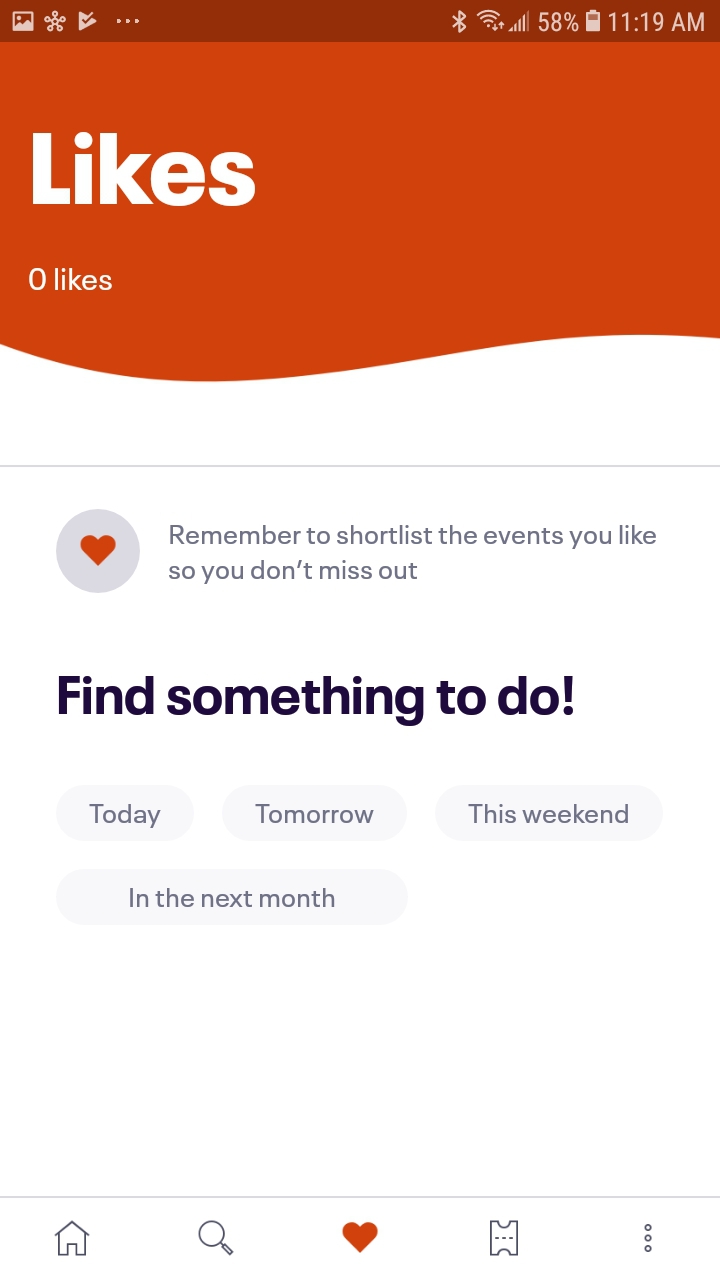 58% 11:19 AM
Likes
0 likes
Remember to shortlist the events you like
so you don’t miss out
Find something to do!
Today Tomorrow This weekend
In the next month